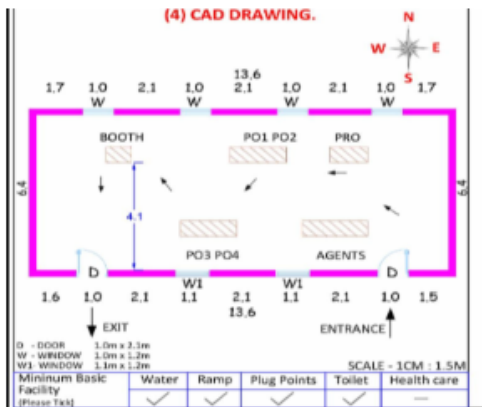 (4) CAD DRAWING.
N
W E
S
13,6
1,7 1,0 2,1 1,0 2,1 1,0 2,1 1,0 1,7
W W W W
BOOTH PO1 PO2 PRO
6,4 6,4
4.1
PO3 PO4 AGENTS
D W1 W1 D
1.6 1,0 2,1 1,1 2,1 1,1 2,1 1,0 1,5
13,6
EXIT ENTRANCE
D - DOOR 1.0m x 2.1m
W - WINDOW 1.0m x 1.2m
W1- WINDOW 1.1m x 1.2m
SCALE - 1CM : 1.5M
Mininum Basic Facility (Please Tick) Water Ramp Plug Points Toilet Health care